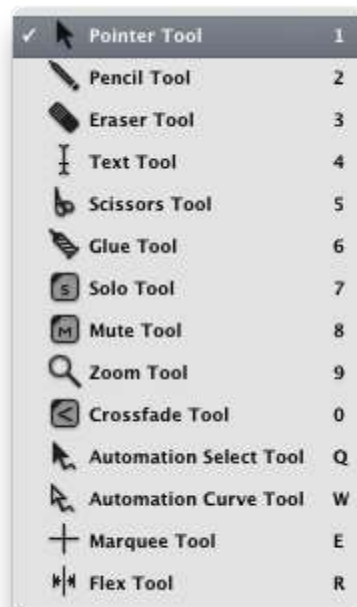 ✓ Pointer Tool 1
Pencil Tool 2
Eraser Tool 3
Text Tool 4
Scissors Tool 5
Glue Tool 6
S Solo Tool 7
M Mute Tool 8
Zoom Tool 9
Crossfade Tool 0
Automation Select Tool Q
Automation Curve Tool W
Marquee Tool E
Flex Tool R